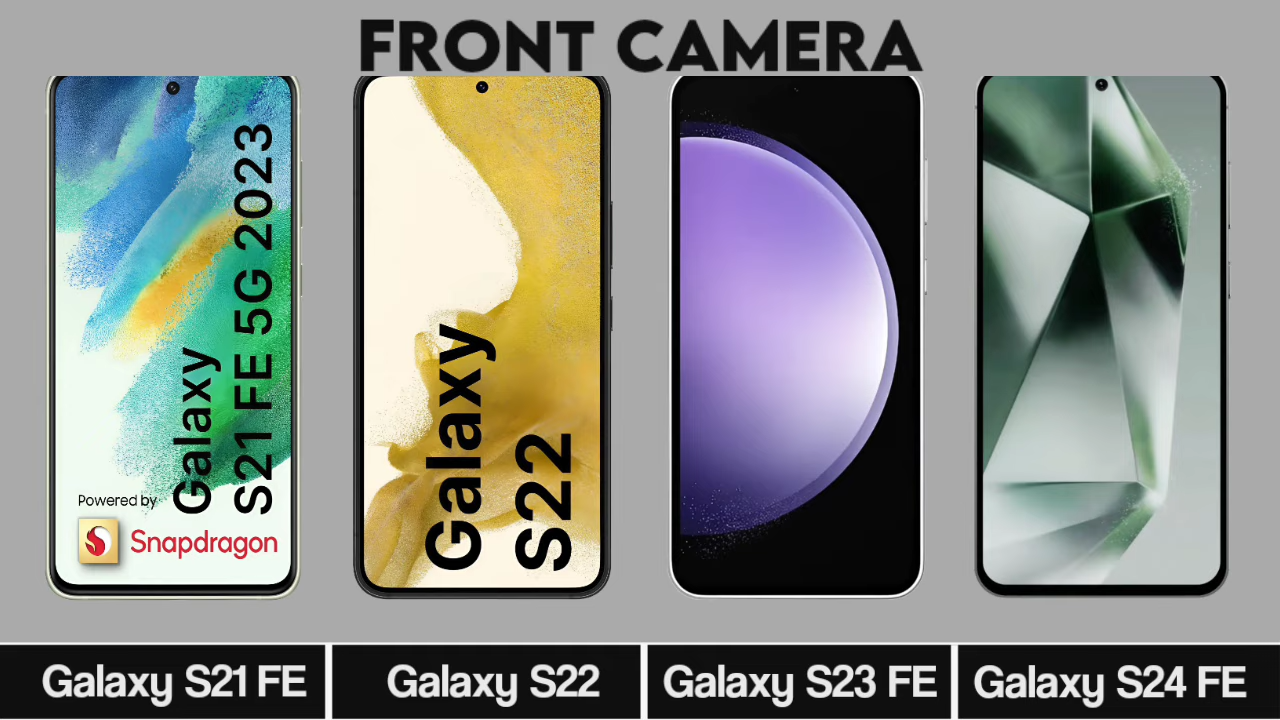 FRONT CAMERA
Galaxy
S21 FE 5G 2023
Powered by
Snapdragon
Galaxy
S22
Galaxy S21 FE
Galaxy S22
Galaxy S23 FE
Galaxy S24 FE